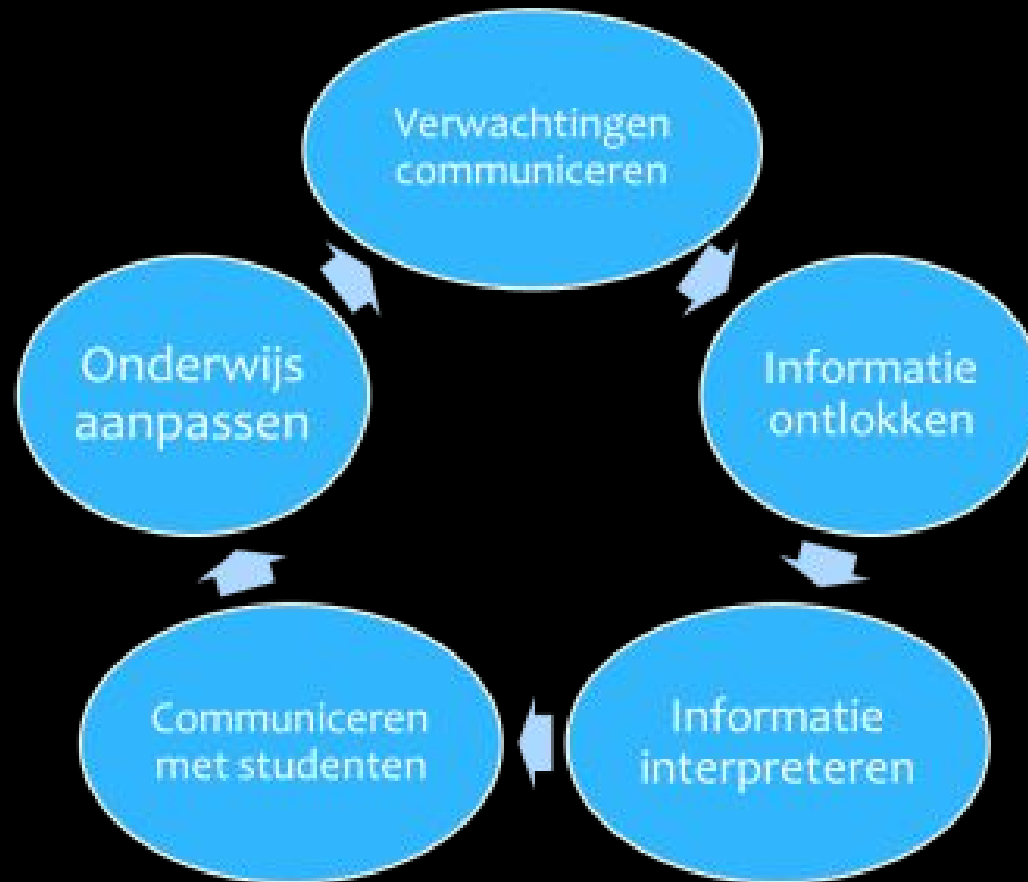 Verwachtingen
communiceren
Informatie
ontlokken
Informatie
interpreteren
Communiceren
met studenten
Onderwijs
aanpassen